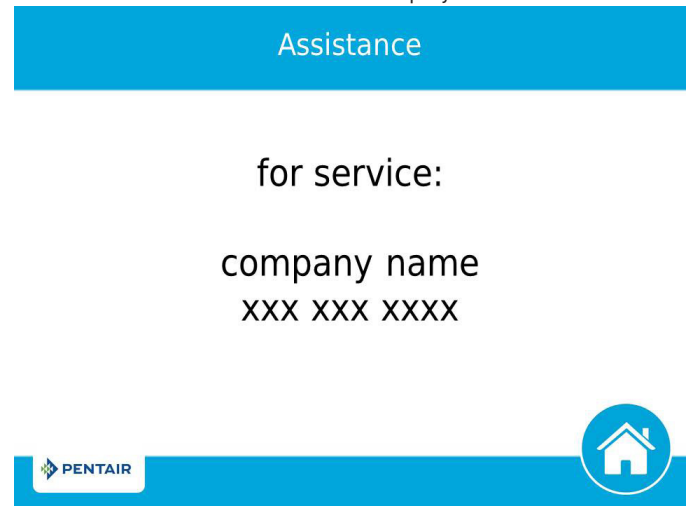 Assistance
for service:
company name
xxx xxx xxxx
PENTAIR